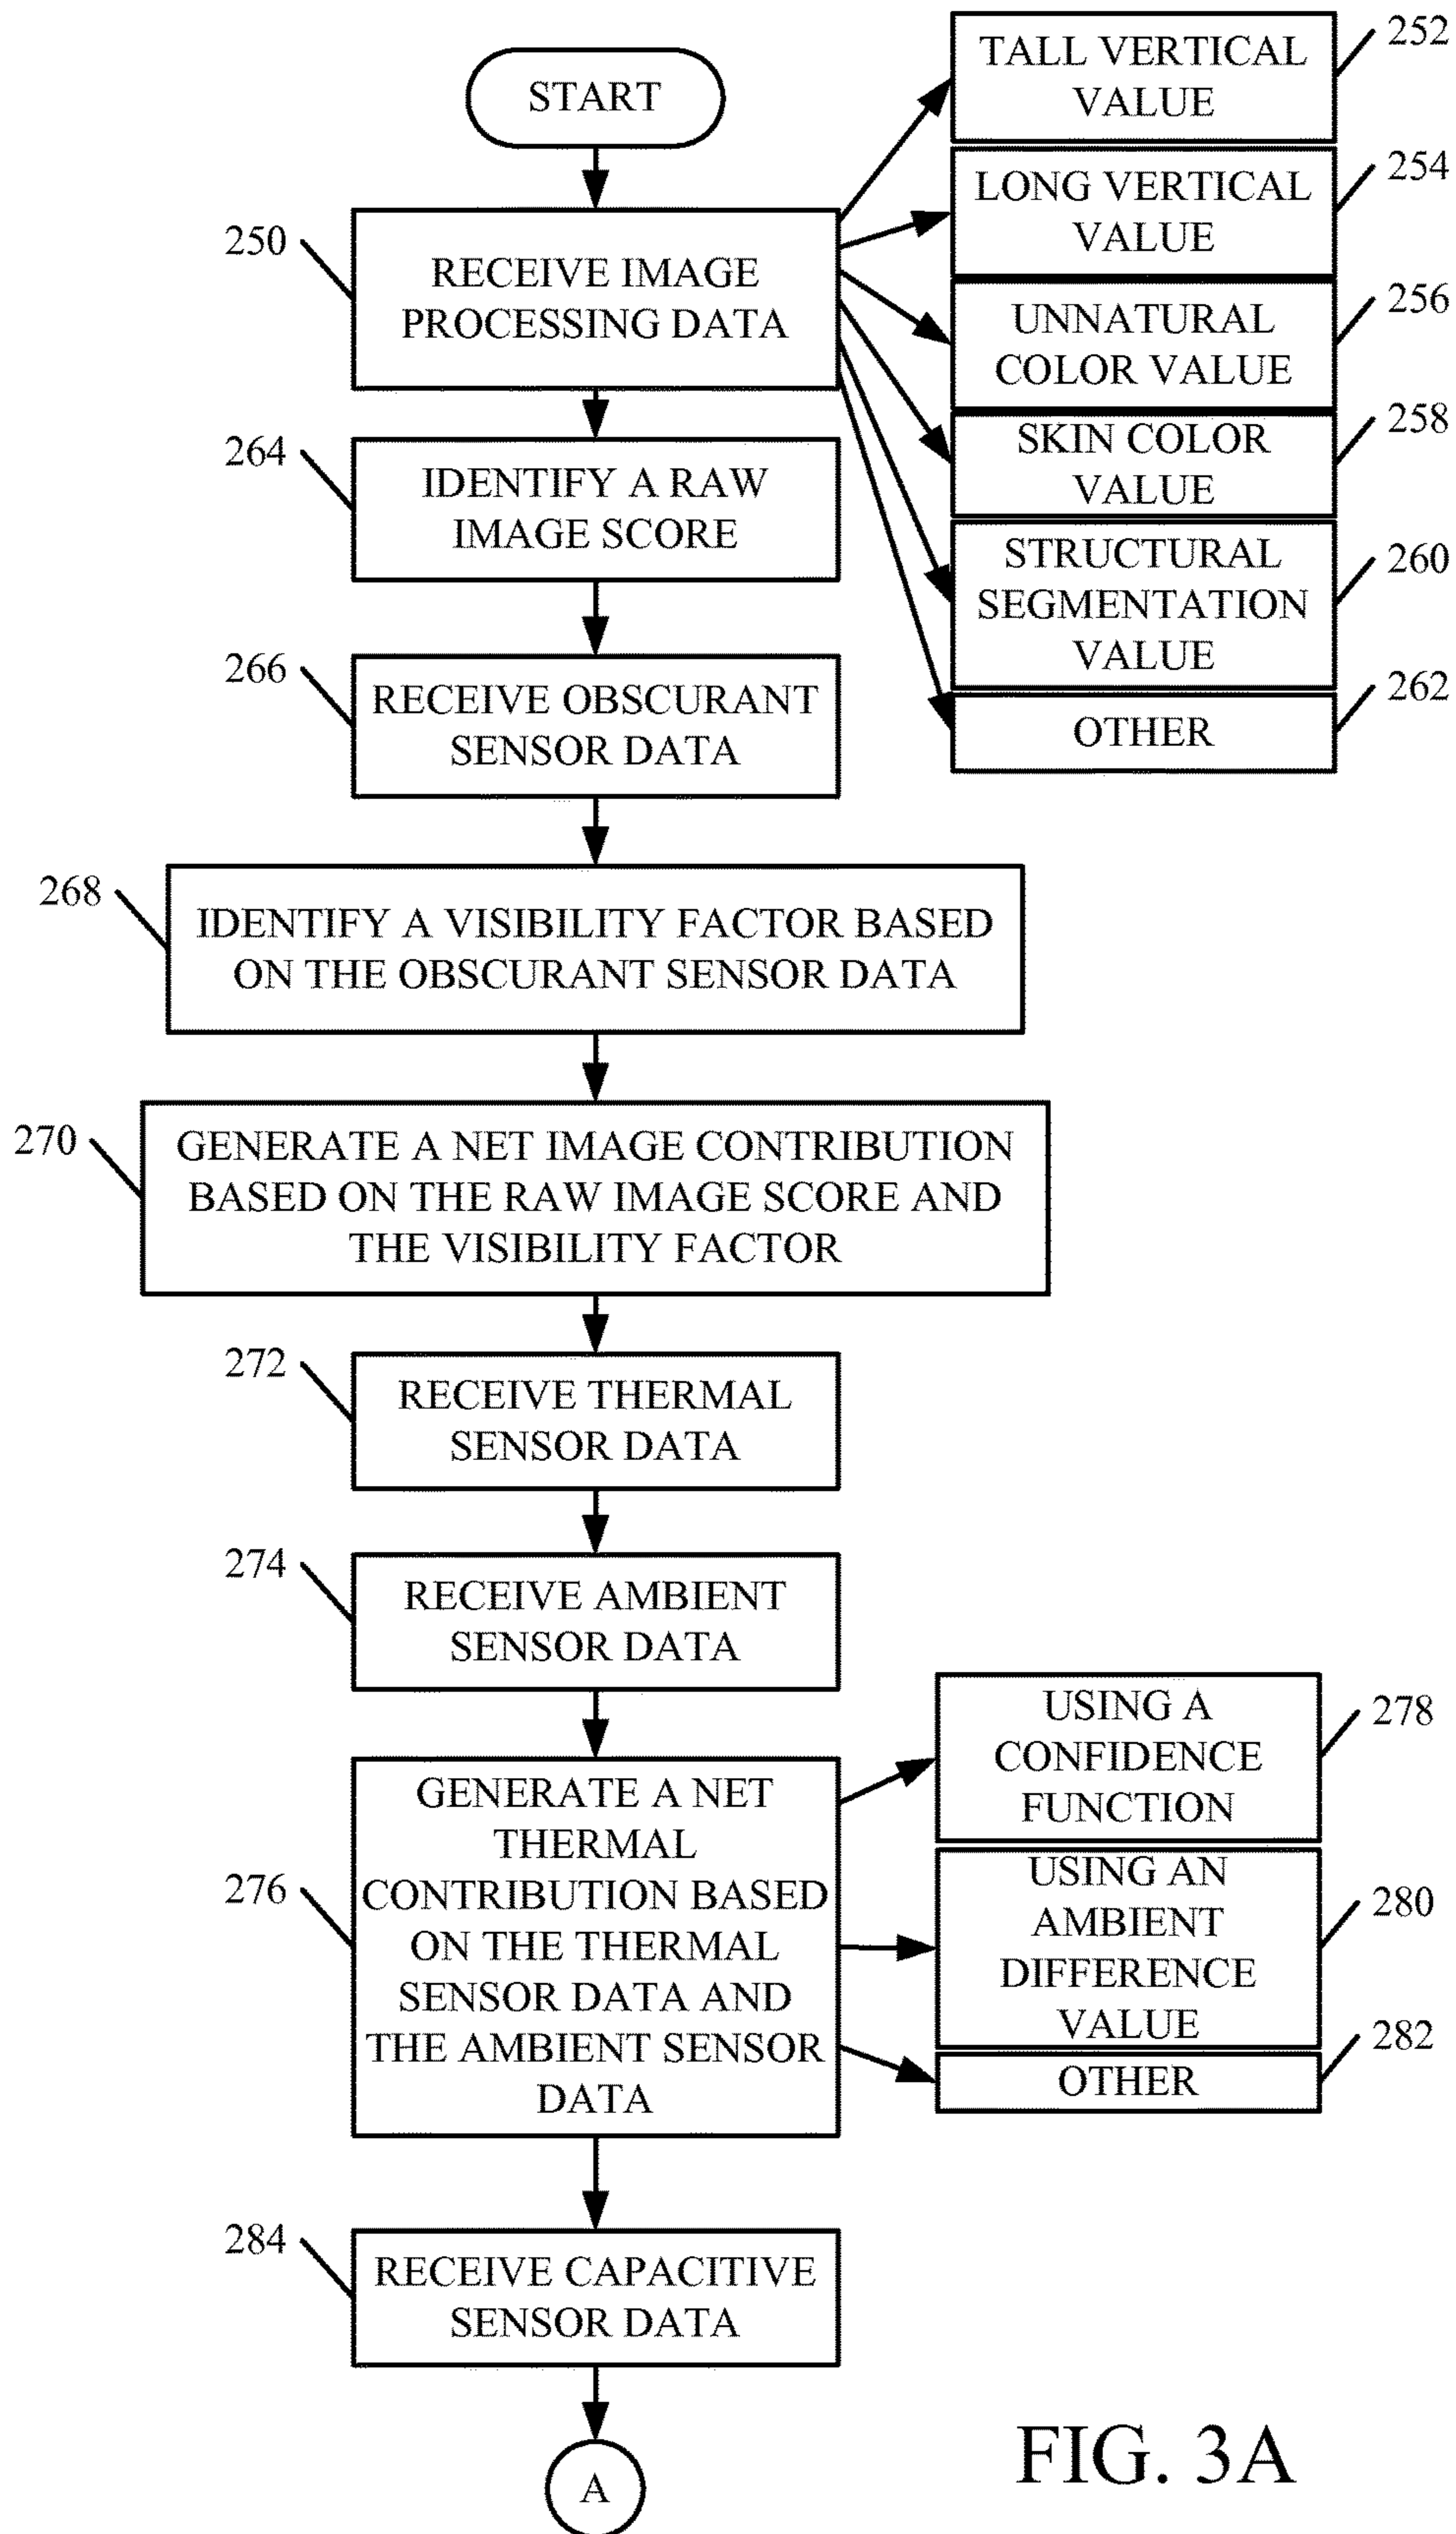 START
250
RECEIVE IMAGE
PROCESSING DATA
252
TALL VERTICAL
VALUE
254
LONG VERTICAL
VALUE
256
UNNATURAL
COLOR VALUE
258
SKIN COLOR
VALUE
260
STRUCTURAL
SEGMENTATION
VALUE
262
OTHER
264
IDENTIFY A RAW
IMAGE SCORE
266
RECEIVE OBSCURANT
SENSOR DATA
268
IDENTIFY A VISIBILITY FACTOR BASED
ON THE OBSCURANT SENSOR DATA
270
GENERATE A NET IMAGE CONTRIBUTION
BASED ON THE RAW IMAGE SCORE AND
THE VISIBILITY FACTOR
272
RECEIVE THERMAL
SENSOR DATA
274
RECEIVE AMBIENT
SENSOR DATA
276
GENERATE A NET
THERMAL
CONTRIBUTION BASED
ON THE THERMAL
SENSOR DATA AND
THE AMBIENT SENSOR
DATA
278
USING A
CONFIDENCE
FUNCTION
280
USING AN
AMBIENT
DIFFERENCE
VALUE
282
OTHER
284
RECEIVE CAPACITIVE
SENSOR DATA
A
FIG. 3A